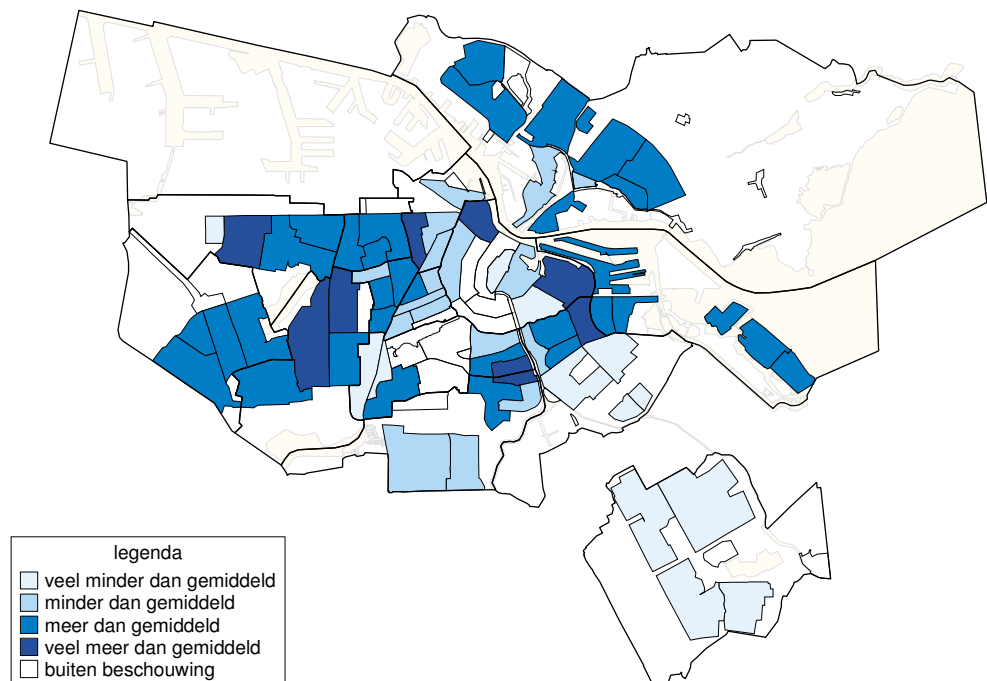 legenda
veel minder dan gemiddeld
minder dan gemiddeld
meer dan gemiddeld
veel meer dan gemiddeld
buiten beschouwing